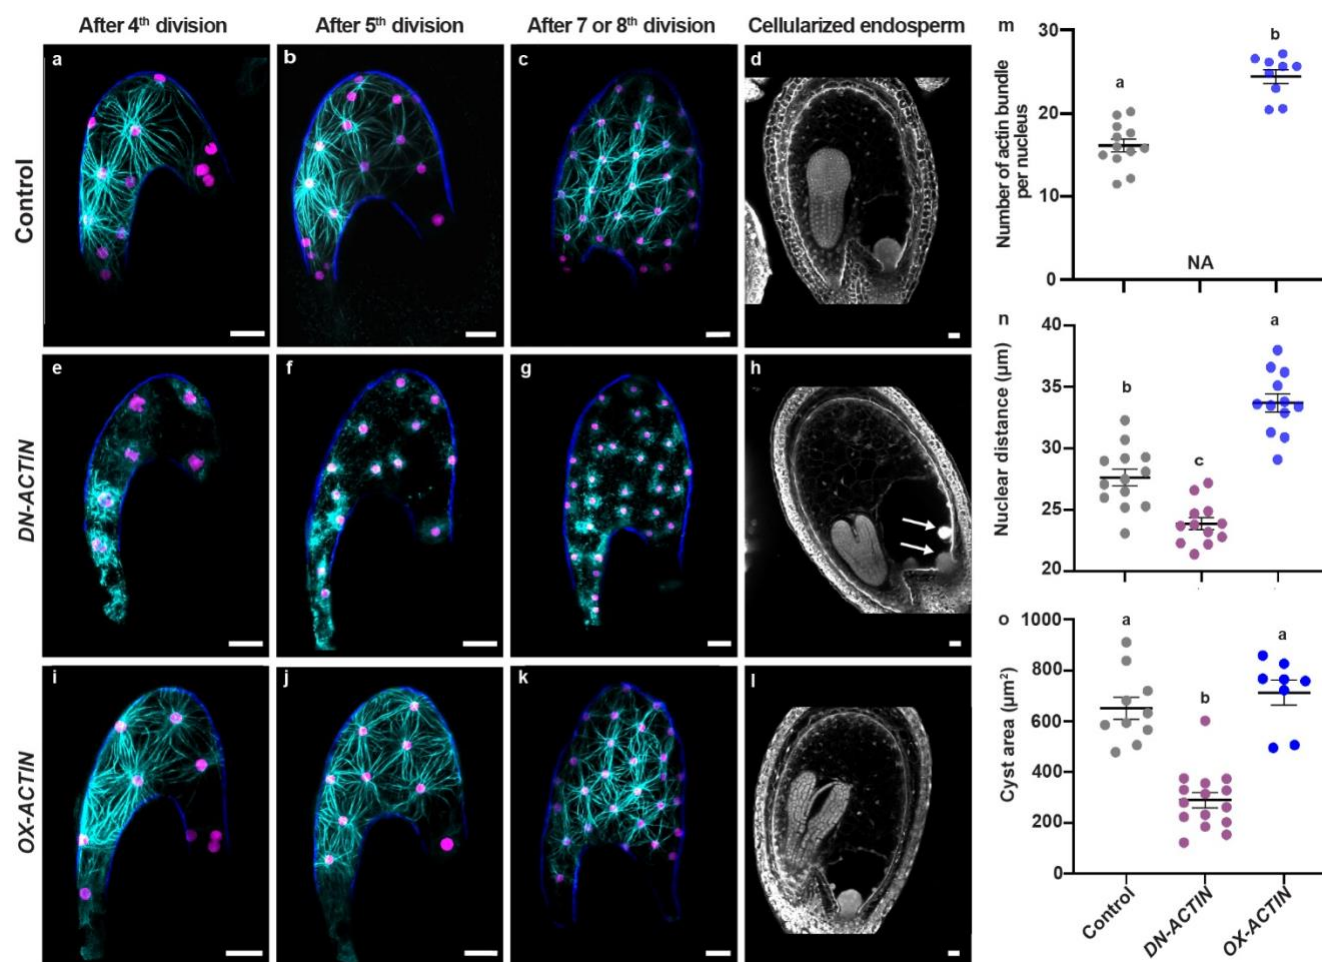 After 4th division
After 5th division
After 7 or 8th division
Cellularized endosperm
Control
a
b
c
d
DN-ACTIN
e
f
g
h
OX-ACTIN
i
j
k
l
m
Number of actin bundle
per nucleus
30
20
10
0
a
NA
b
n
Nuclear distance (µm)
40
35
30
25
20
b
c
a
o
Cyst area (µm²)
1000
800
600
400
200
0
a
b
a
Control
DN-ACTIN
OX-ACTIN